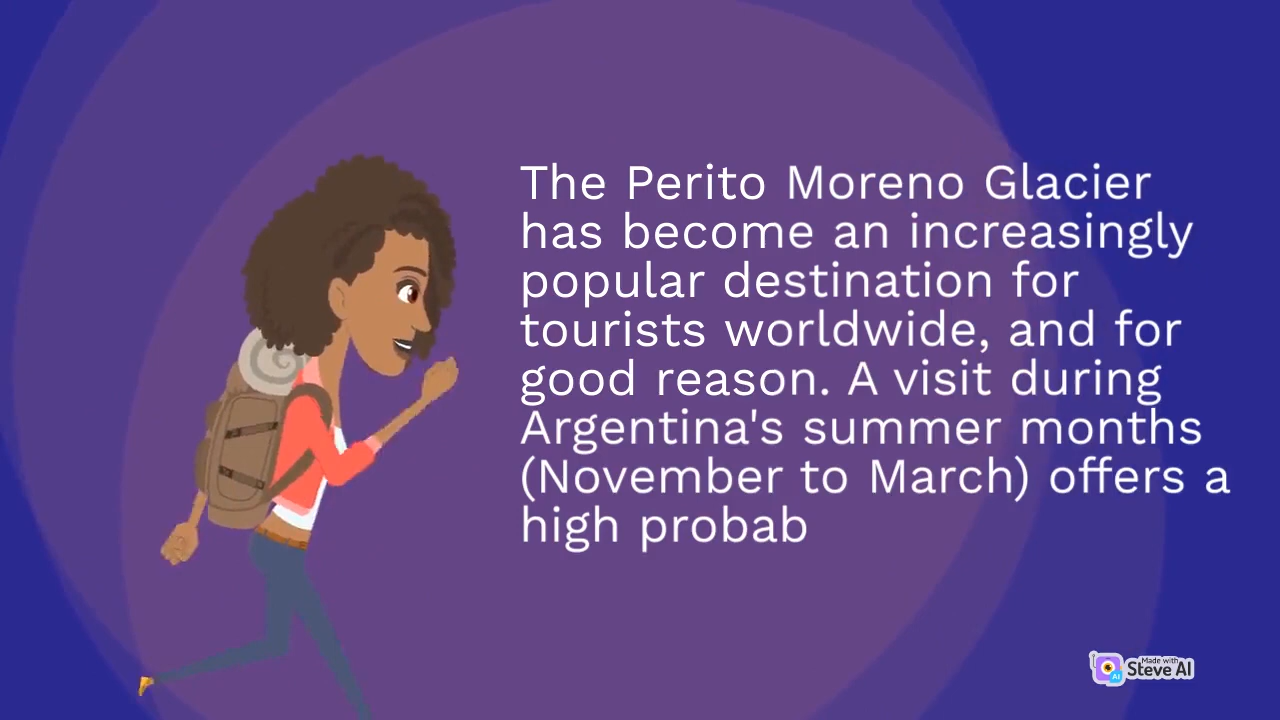 The Perito Moreno Glacier
has become an increasingly
popular destination for
tourists worldwide, and for
good reason. A visit during
Argentina's summer months
(November to March) offers a
high probab
Made with
Steve AI
AI